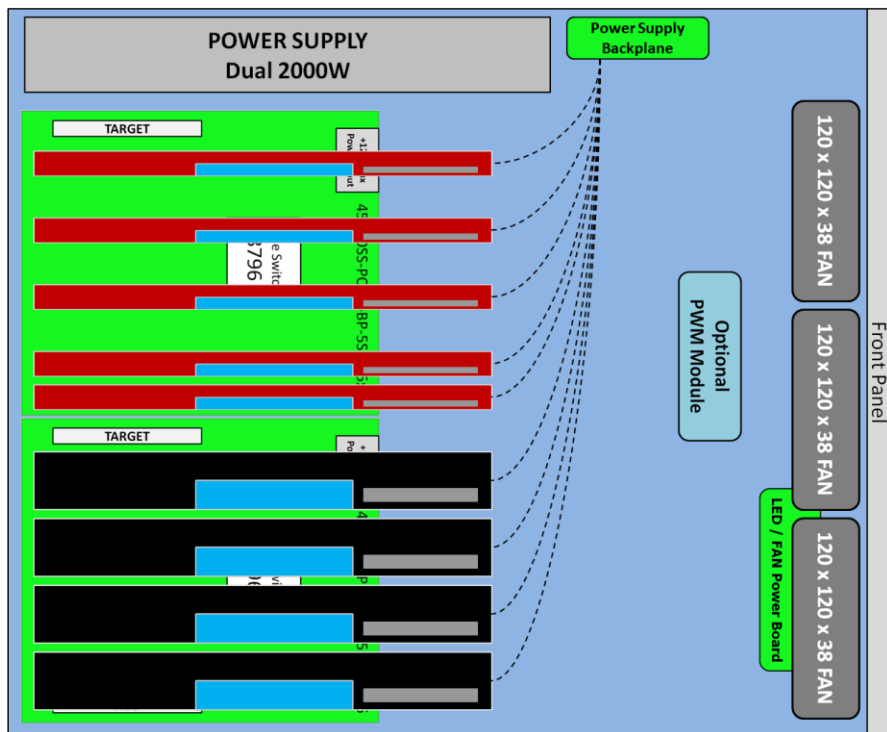 POWER SUPPLY
Dual 2000W
Power Supply
Backplane
TARGET
120 x 120 x 38 FAN
Optional
PWM Module
Front Panel
120 x 120 x 38 FAN
TARGET
LED / FAN Power Board
120 x 120 x 38 FAN